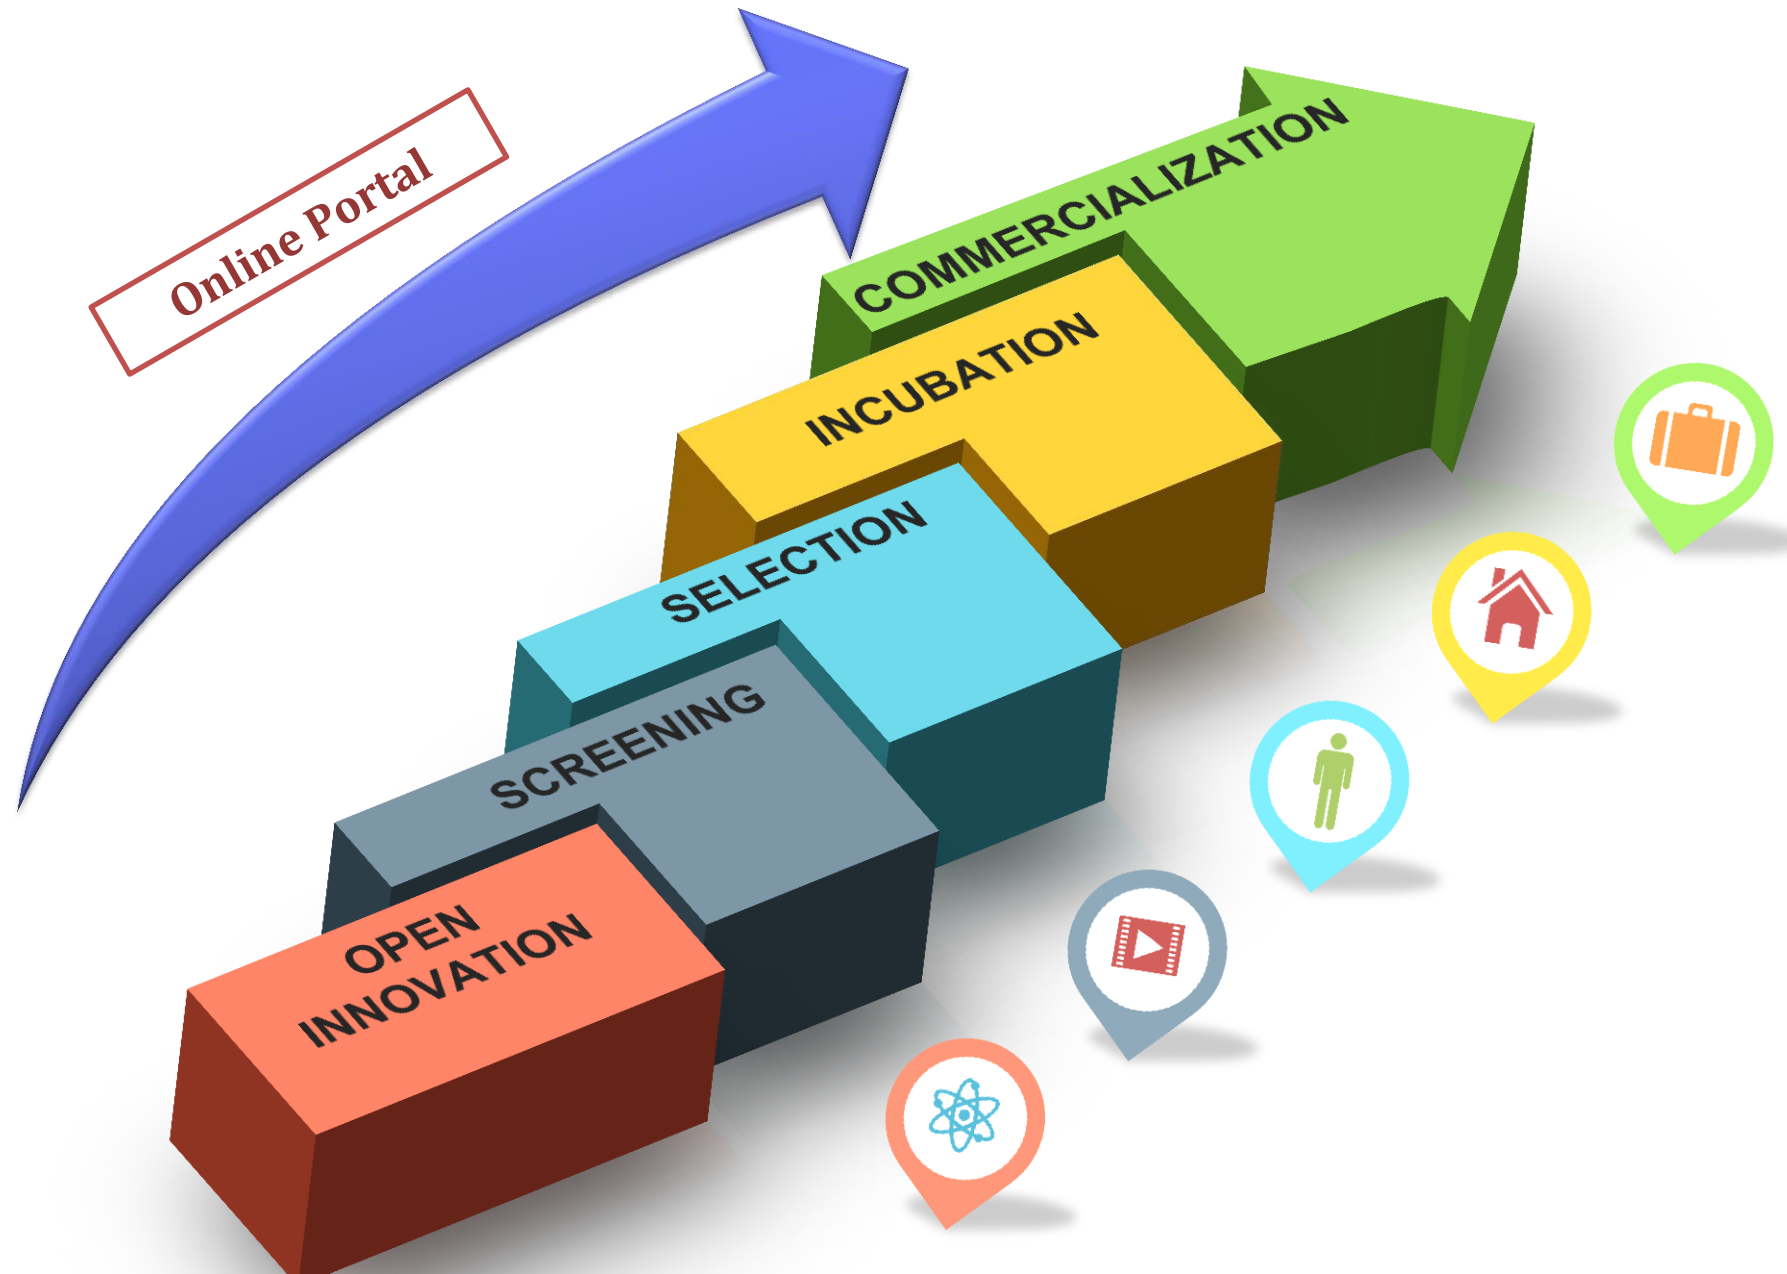 Online Portal
COMMERCIALIZATION
INCUBATION
SELECTION
SCREENING
OPEN
INNOVATION